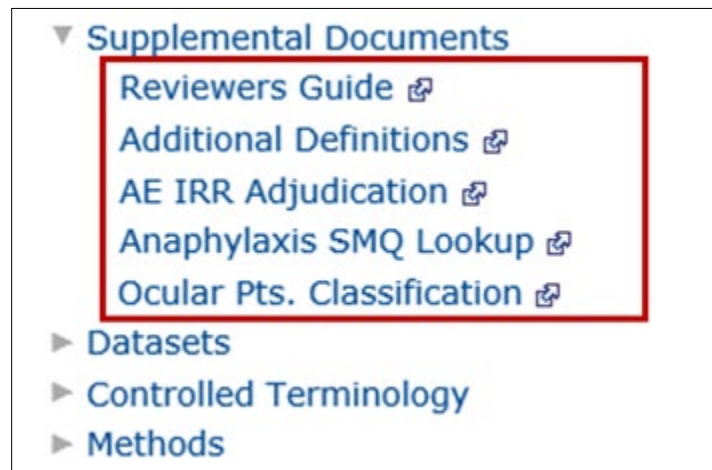 Supplemental Documents
Reviewers Guide
Additional Definitions
AE IRR Adjudication
Anaphylaxis SMQ Lookup
Ocular Pts. Classification
Datasets
Controlled Terminology
Methods